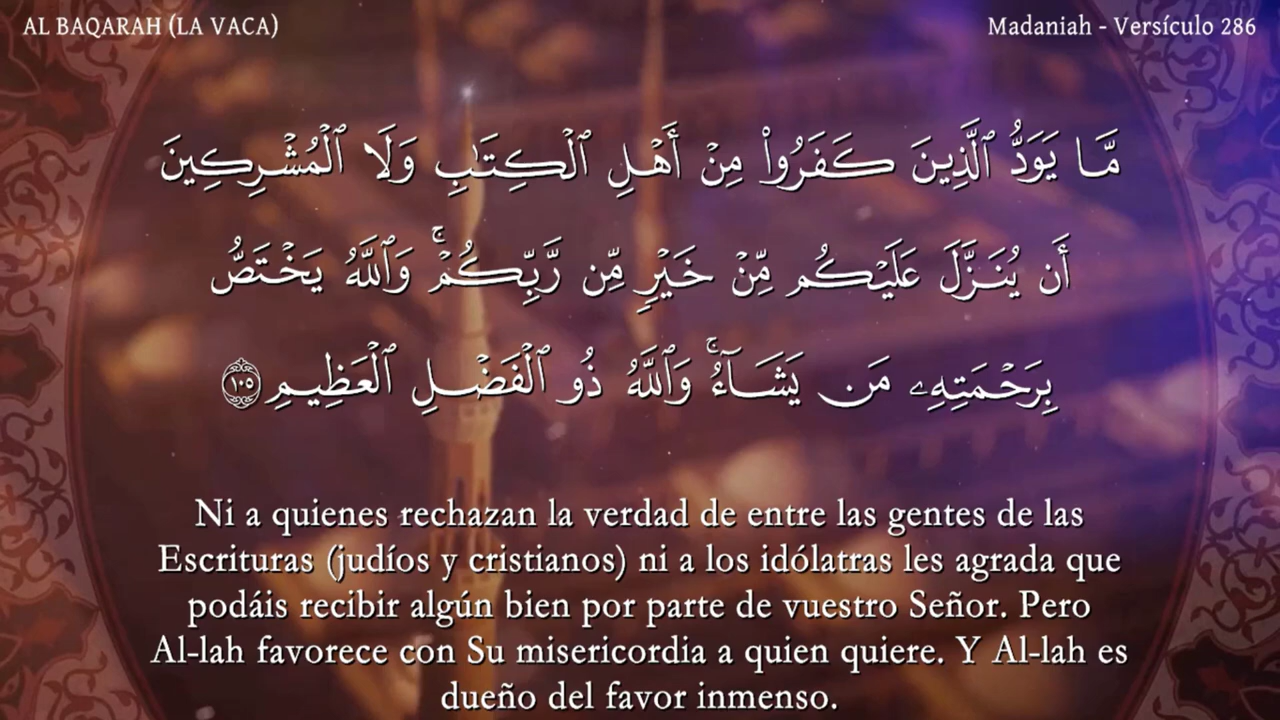 AL BAQARAH (LA VACA)
Madaniah - Versículo 286
مَّا يَوَدُّ ٱلَّذِينَ كَفَرُوا۟ مِنْ أَهْلِ ٱلْكِتَـٰبِ وَلَا ٱلْمُشْرِكِينَ
أَن يُنَزَّلَ عَلَيْكُم مِّنْ خَيْرٍ مِّن رَّبِّكُمْ ۚ وَٱللَّهُ يَخْتَصُّ
بِرَحْمَتِهِۦ مَن يَشَآءُ ۚ وَٱللَّهُ ذُو ٱلْفَضْلِ ٱلْعَظِيمِ ١٠٥
Ni a quienes rechazan la verdad de entre las gentes de las
Escrituras (judíos y cristianos) ni a los idólatras les agrada que
podáis recibir algún bien por parte de vuestro Señor. Pero
Al-lah favorece con Su misericordia a quien quiere. Y Al-lah es
dueño del favor inmenso.